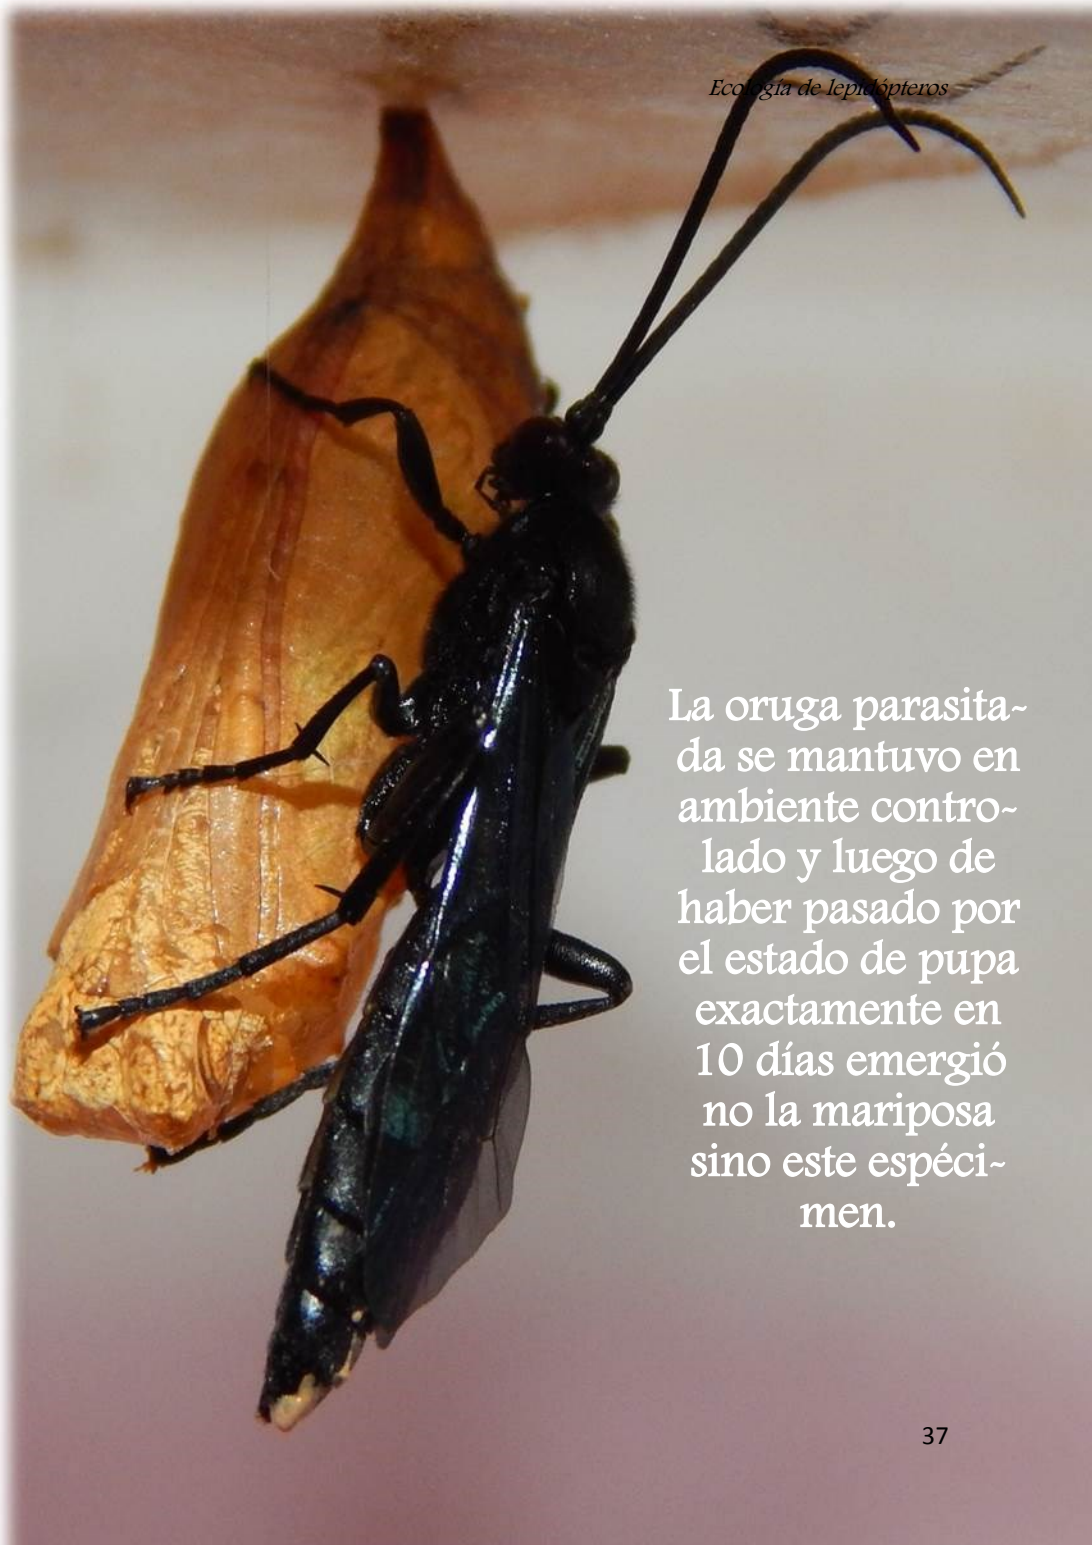 Ecología de lepidópteros
La oruga parasita-
da se mantuvo en
ambiente contro-
lado y luego de
haber pasado por
el estado de pupa
exactamente en
10 días emergió
no la mariposa
sino este espéci-
men.
37